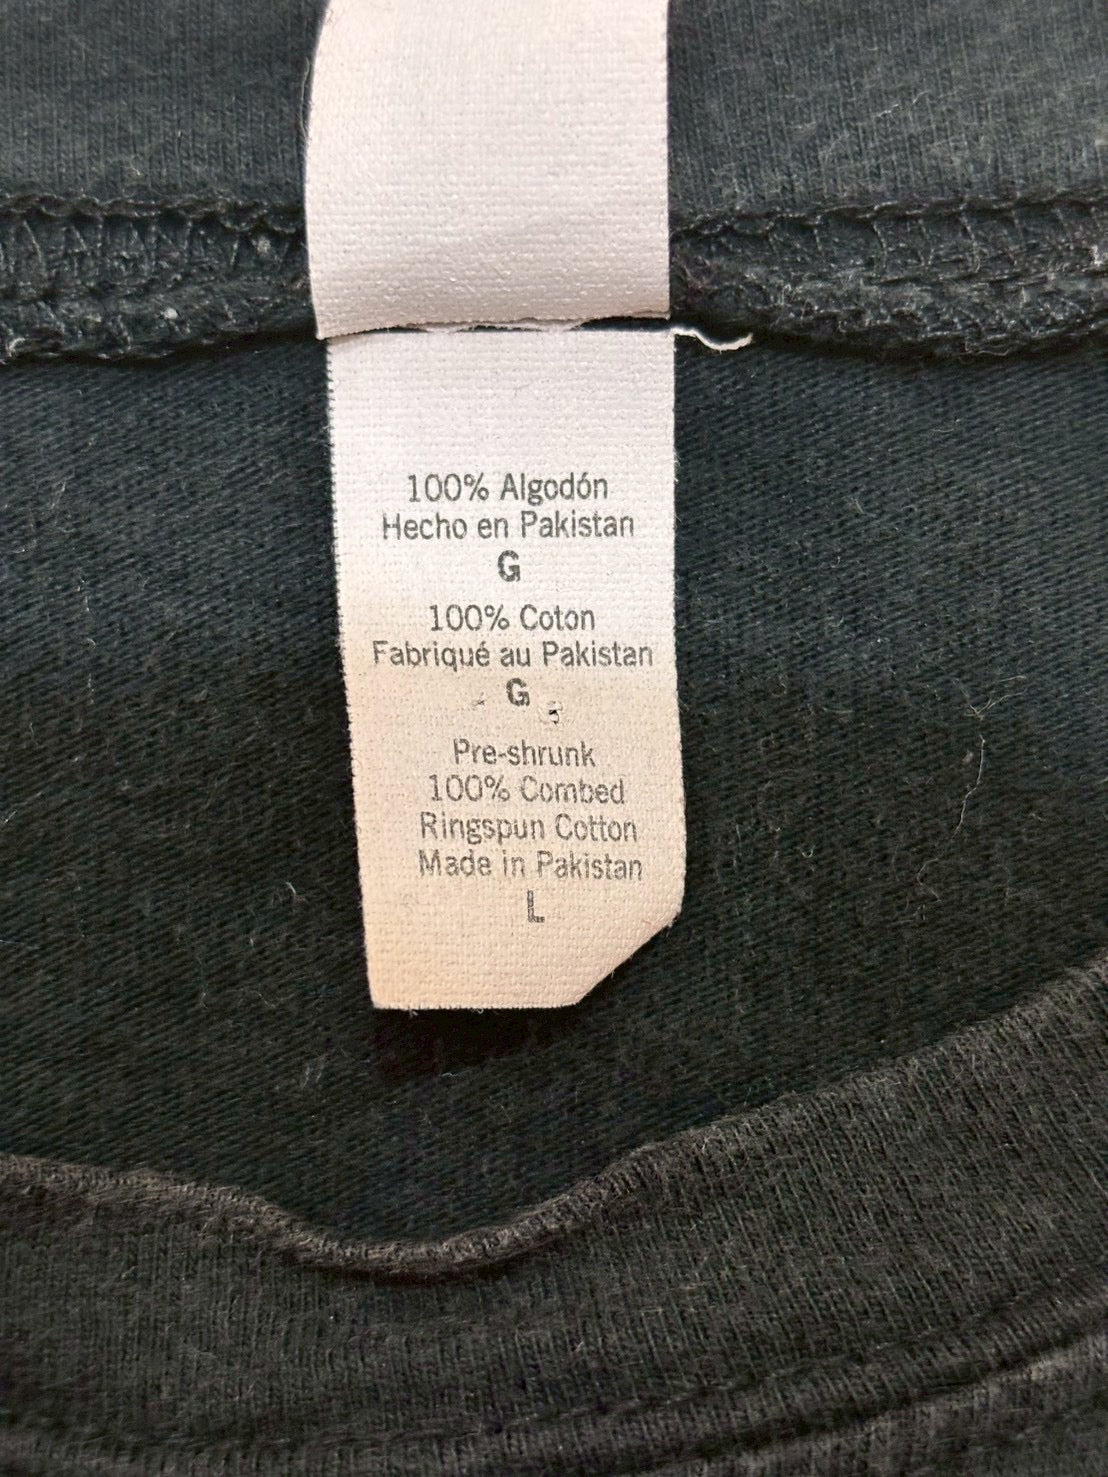 100% Algodón
Hecho en Pakistan
G
100% Coton
Fabriqué au Pakistan
G
Pre-shrunk
100% Combed
Ringspun Cotton
Made in Pakistan
L